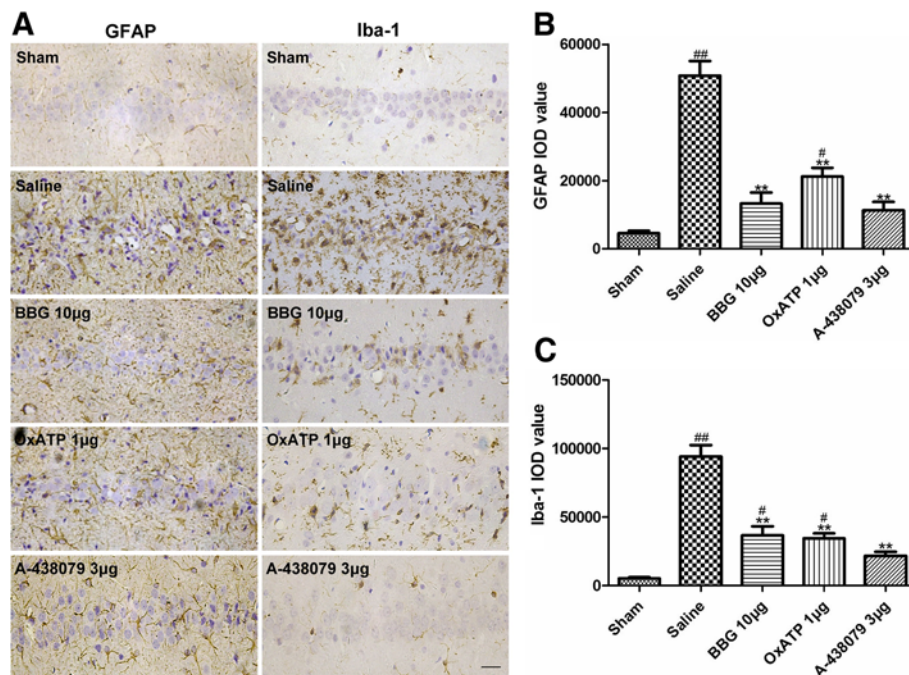 A
GFAP
Iba-1
Sham
Sham
Saline
Saline
BBG 10μg
BBG 10μg
OxATP 1μg
OxATP 1μg
A-438079 3μg
A-438079 3μg
B
GFAP IOD value
60000
40000
20000
0
##
**
#
**
**
Sham
Saline
BBG 10μg
OxATP 1μg
A-438079 3μg
C
Iba-1 IOD value
150000
100000
50000
0
##
#
**
#
**
**
Sham
Saline
BBG 10μg
OxATP 1μg
A-438079 3μg